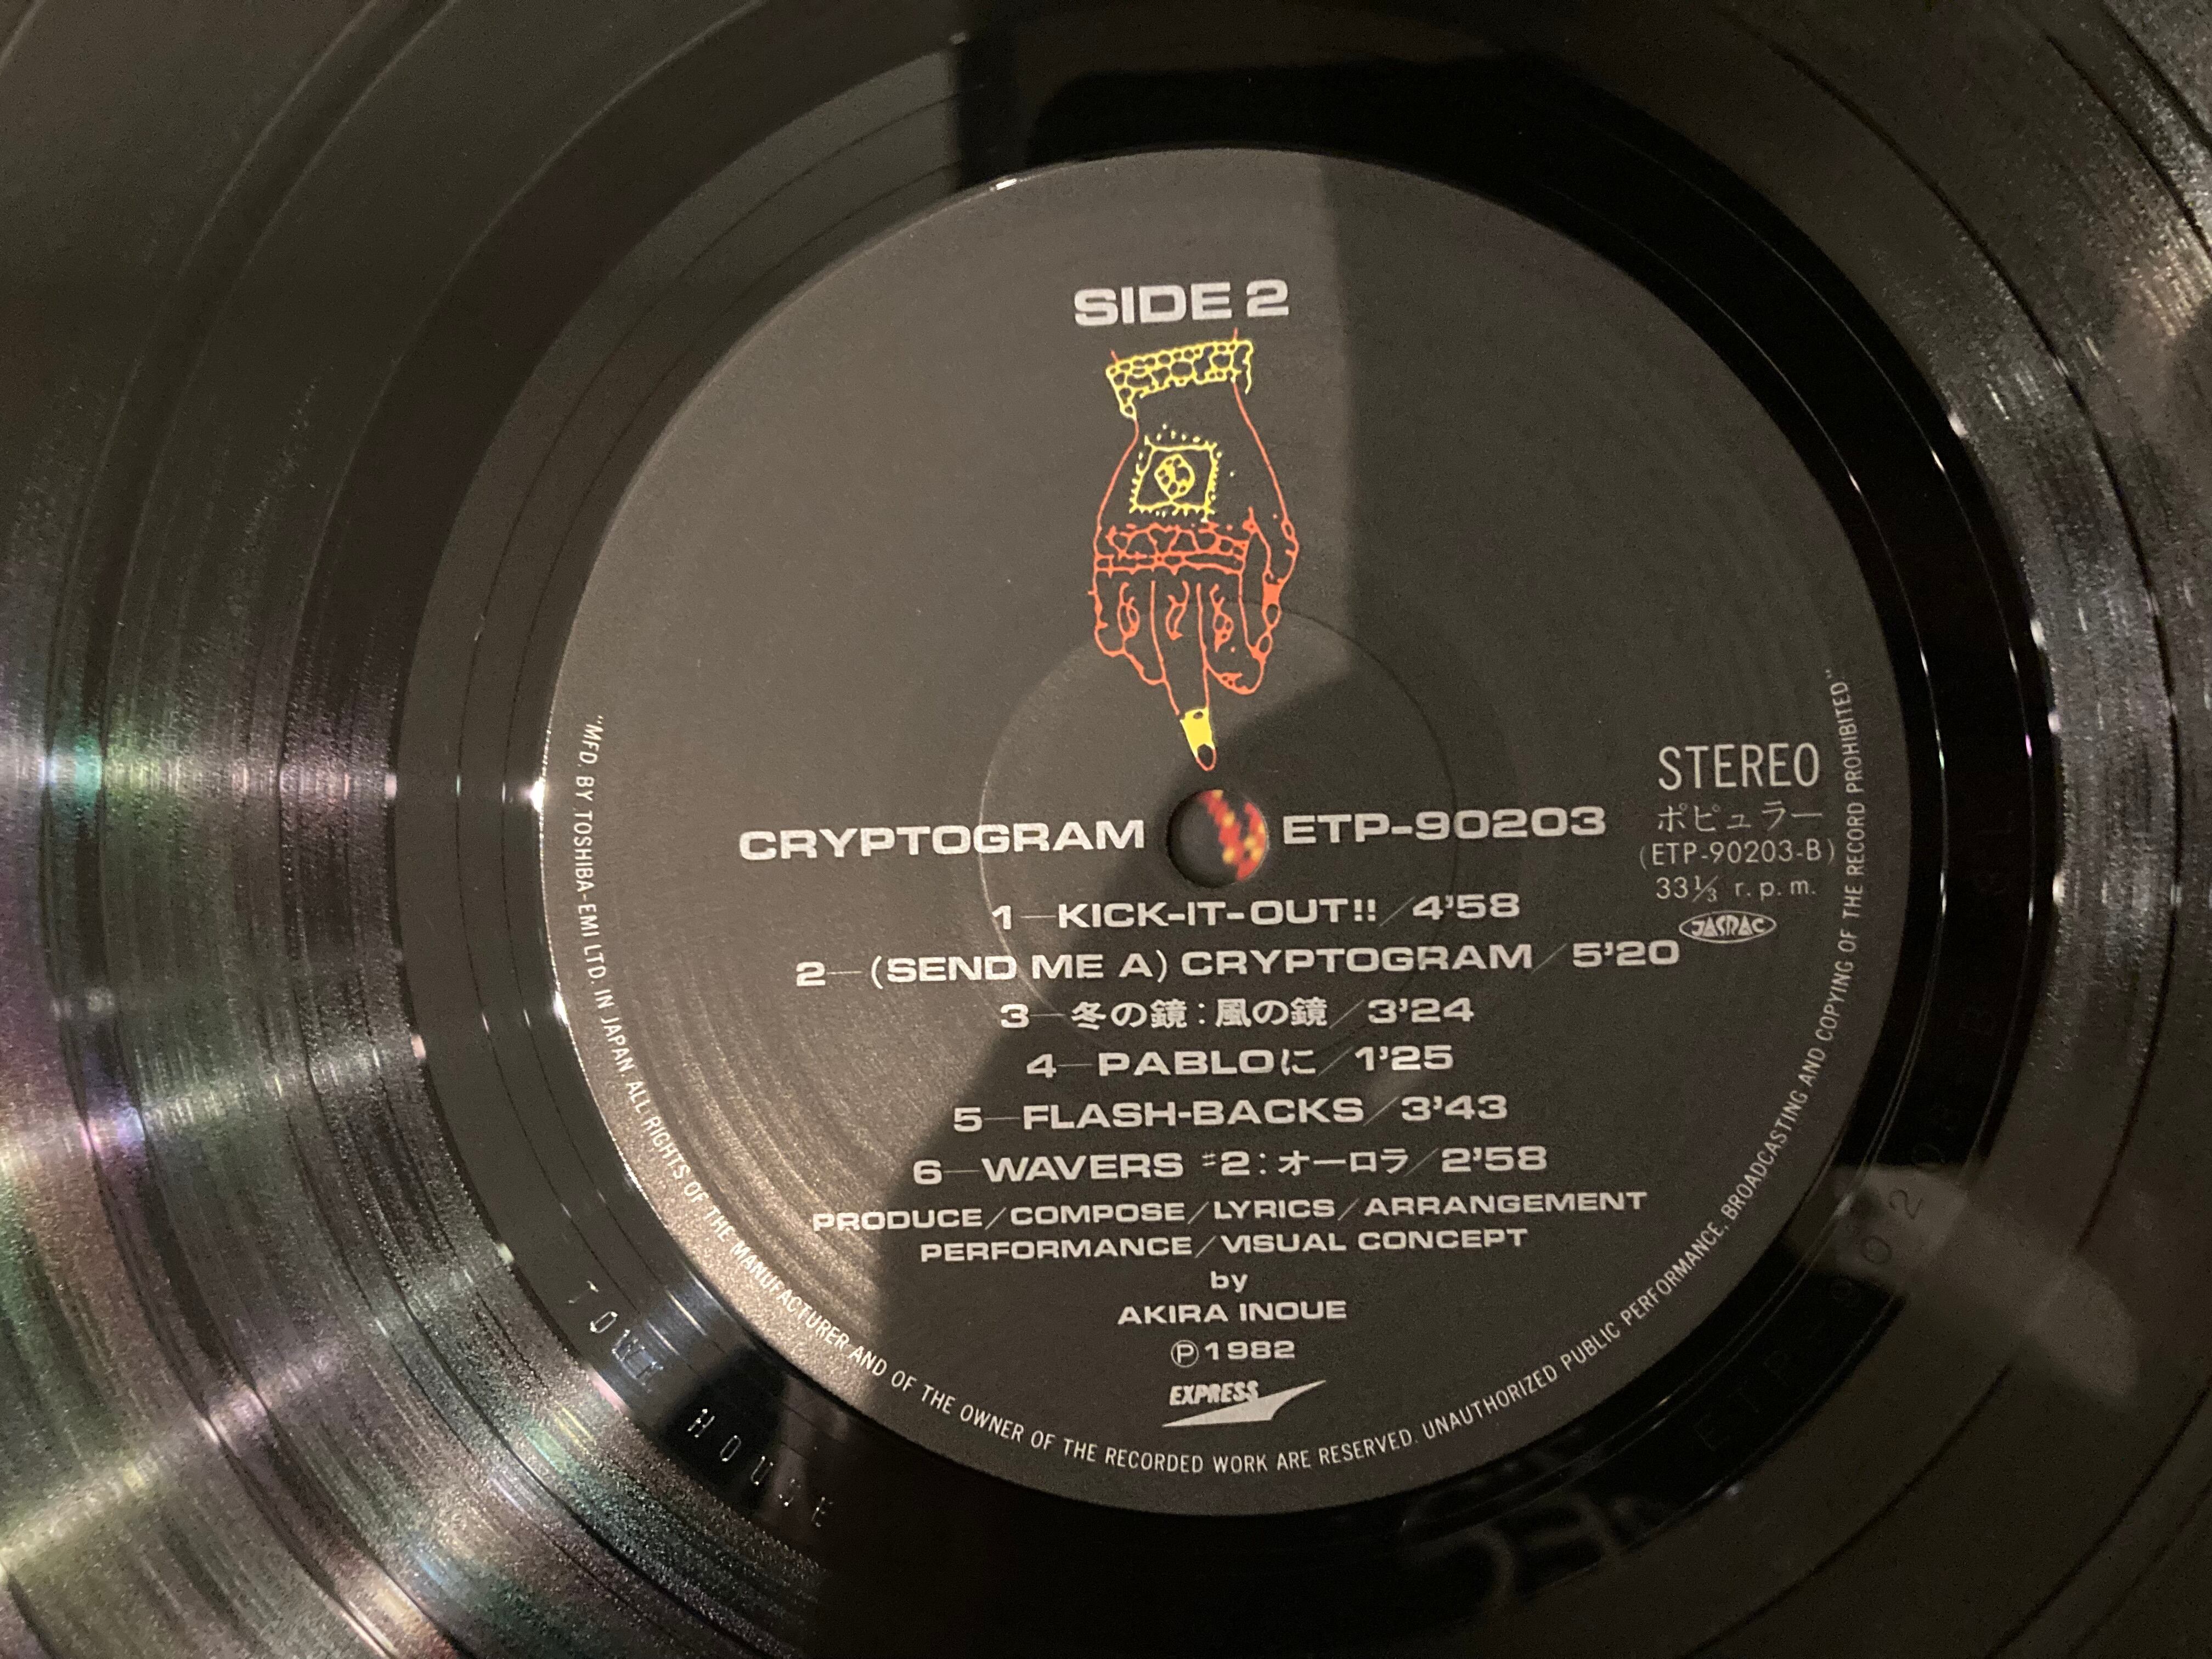 SIDE 2
CRYPTOGRAM ETP-90203
STEREO
ポピュラー
(ETP-90203-B)
33⅓ r.p.m.
JASRAC
1—KICK-IT-OUT!!／4'58
2—(SEND ME A) CRYPTOGRAM／5'20
3—冬の鏡：風の鏡／3'24
4—PABLOに／1'25
5—FLASH-BACKS／3'43
6—WAVERS #2：オーロラ／2'58
PRODUCE／COMPOSE／LYRICS／ARRANGEMENT
PERFORMANCE／VISUAL CONCEPT
by
AKIRA INOUE
Ⓟ1982
EXPRESS
"MFD. BY TOSHIBA-EMI LTD. IN JAPAN ALL RIGHTS OF THE MANUFACTURER AND OF THE OWNER OF THE RECORDED WORK ARE RESERVED. UNAUTHORIZED PUBLIC PERFORMANCE, BROADCASTING AND COPYING OF THE RECORD PROHIBITED"
TOWN HOUSE